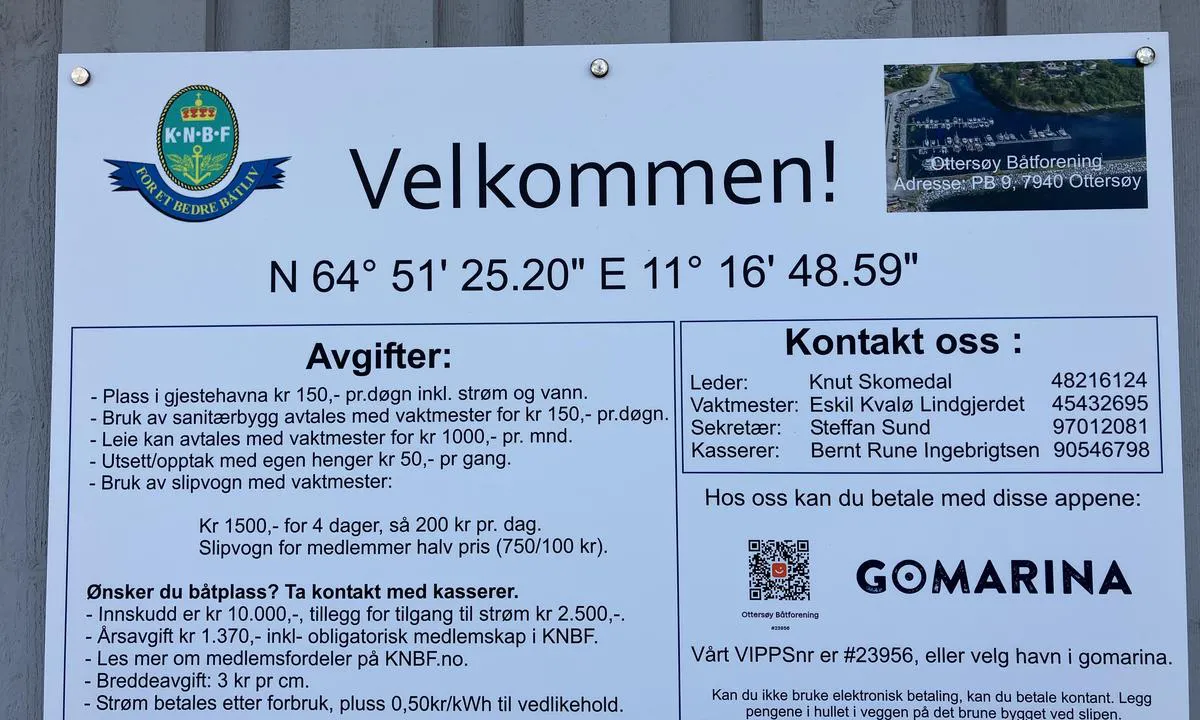 K·N·B·F
FOR ET BEDRE BÅTLIV
Velkommen!
Ottersøy Båtforening
Adresse: PB 9, 7940 Ottersøy
N 64° 51' 25.20" E 11° 16' 48.59"
Avgifter:
- Plass i gjestehavna kr 150,- pr.døgn inkl. strøm og vann.
- Bruk av sanitærbygg avtales med vaktmester for kr 150,- pr.døgn.
- Leie kan avtales med vaktmester for kr 1000,- pr. mnd.
- Utsett/opptak med egen henger kr 50,- pr gang.
- Bruk av slipvogn med vaktmester:
Kr 1500,- for 4 dager, så 200 kr pr. dag.
Slipvogn for medlemmer halv pris (750/100 kr).
Ønsker du båtplass? Ta kontakt med kasserer.
- Innskudd er kr 10.000,-, tillegg for tilgang til strøm kr 2.500,-.
- Årsavgift kr 1.370,- inkl- obligatorisk medlemskap i KNBF.
- Les mer om medlemsfordeler på KNBF.no.
- Breddeavgift: 3 kr pr cm.
- Strøm betales etter forbruk, pluss 0,50kr/kWh til vedlikehold.
Kontakt oss :
Leder: Knut Skomedal 48216124
Vaktmester: Eskil Kvalø Lindgjerdet 45432695
Sekretær: Steffan Sund 97012081
Kasserer: Bernt Rune Ingebrigtsen 90546798
Hos oss kan du betale med disse appene:
Ottersøy Båtforening
#23956
GOMARINA
Vårt VIPPSnr er #23956, eller velg havn i gomarina.
Kan du ikke bruke elektronisk betaling, kan du betale kontant. Legg
pengene i hullet i veggen på det brune bygget ved slipen.